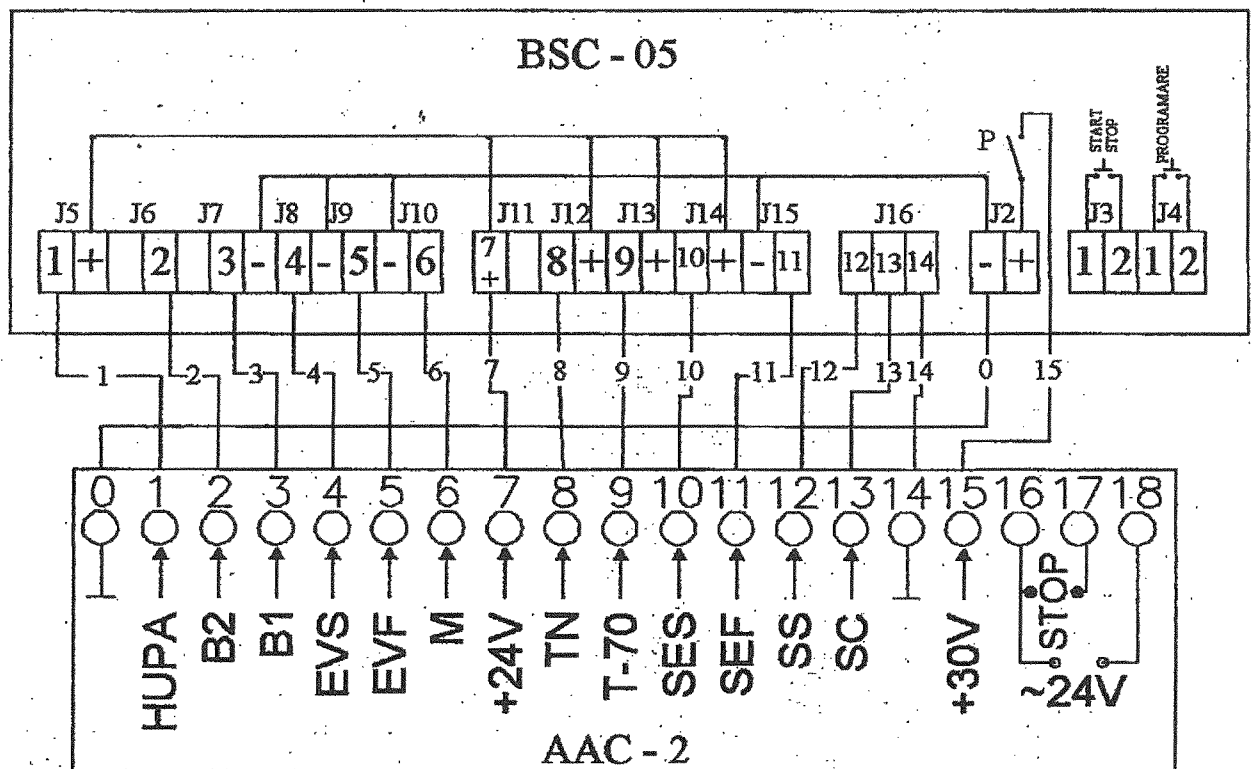 BSC - 05
P
START
STOP
PROGRAMARE
J5 J6 J7 J8 J9 J10 J11 J12 J13 J14 J15 J16 J2 J3 J4
1 + 2 3 - 4 - 5 - 6 7 + 8 + 9 + 10 + - 11 12 13 14 - + 1 2 1 2
1 2 3 4 5 6 7 8 9 10 11 12 13 14 0 15
0 1 2 3 4 5 6 7 8 9 10 11 12 13 14 15 16 17 18
HUPA B2 B1 EVS EVF M +24V TN T-70 SES SEF SS SC +30V STOP
~24V
AAC - 2